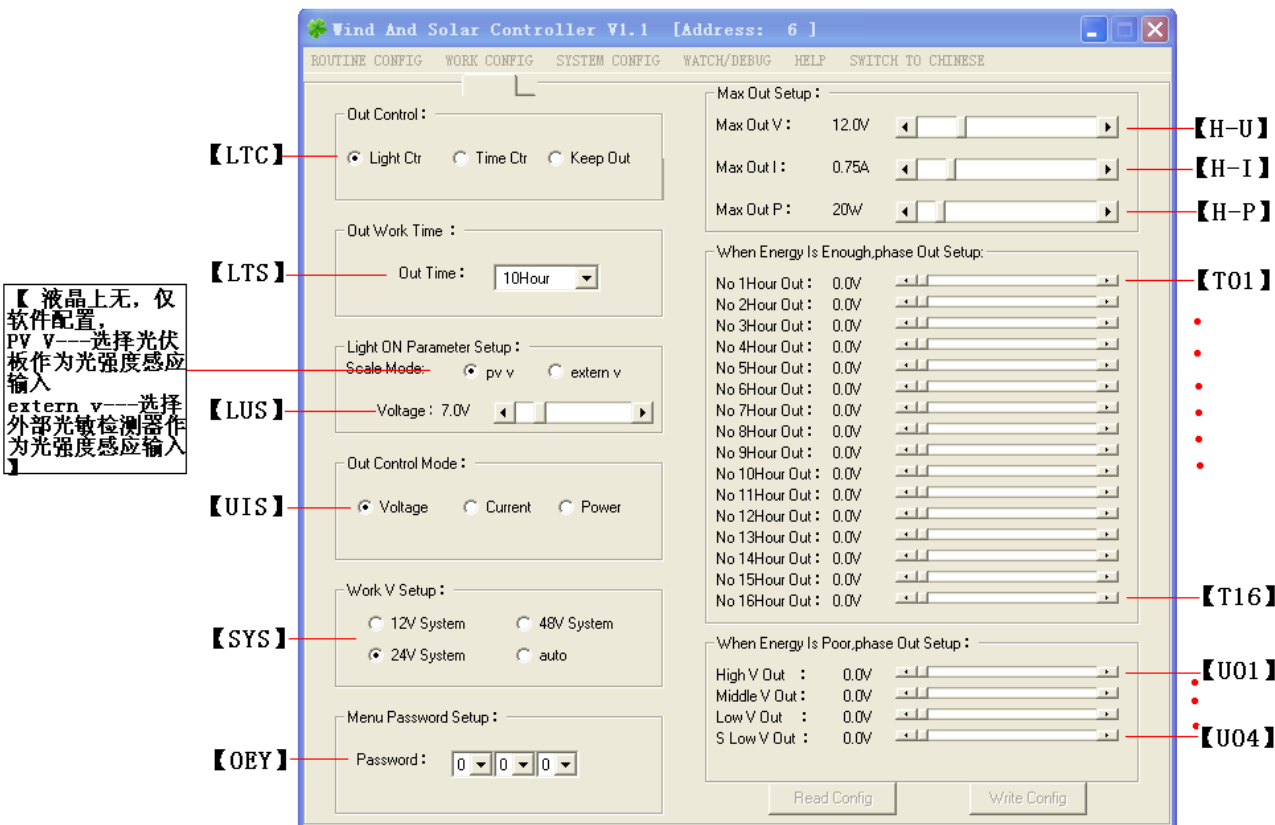 Wind And Solar Controller V1.1 [Address: 6 ]
ROUTINE CONFIG WORK CONFIG SYSTEM CONFIG WATCH/DEBUG HELP SWITCH TO CHINESE
Out Control:
【LTC】
Light Ctr Time Ctr Keep Out
Out Work Time :
【LTS】
Out Time: 10Hour
【 液晶上无，仅
软件配置，
PV V---选择光伏
板作为光强度感应
输入
extern v---选择
外部光敏检测器作
为光强度感应输入
】
Light ON Parameter Setup:
Scale Mode: pv v extern v
【LUS】
Voltage: 7.0V
Out Control Mode:
【UIS】
Voltage Current Power
Work V Setup:
12V System 48V System
【SYS】
24V System auto
Menu Password Setup:
【OEY】
Password: 0 0 0
Max Out Setup:
Max Out V: 12.0V 【H-U】
Max Out I: 0.75A 【H-I】
Max Out P: 20W 【H-P】
When Energy Is Enough,phase Out Setup:
No 1Hour Out: 0.0V 【T01】
No 2Hour Out: 0.0V
No 3Hour Out: 0.0V
No 4Hour Out: 0.0V
No 5Hour Out: 0.0V
No 6Hour Out: 0.0V
No 7Hour Out: 0.0V
No 8Hour Out: 0.0V
No 9Hour Out: 0.0V
No 10Hour Out: 0.0V
No 11Hour Out: 0.0V
No 12Hour Out: 0.0V
No 13Hour Out: 0.0V
No 14Hour Out: 0.0V
No 15Hour Out: 0.0V
No 16Hour Out: 0.0V 【T16】
When Energy Is Poor,phase Out Setup:
High V Out : 0.0V 【U01】
Middle V Out: 0.0V
Low V Out : 0.0V
S Low V Out : 0.0V 【U04】
Read Config Write Config